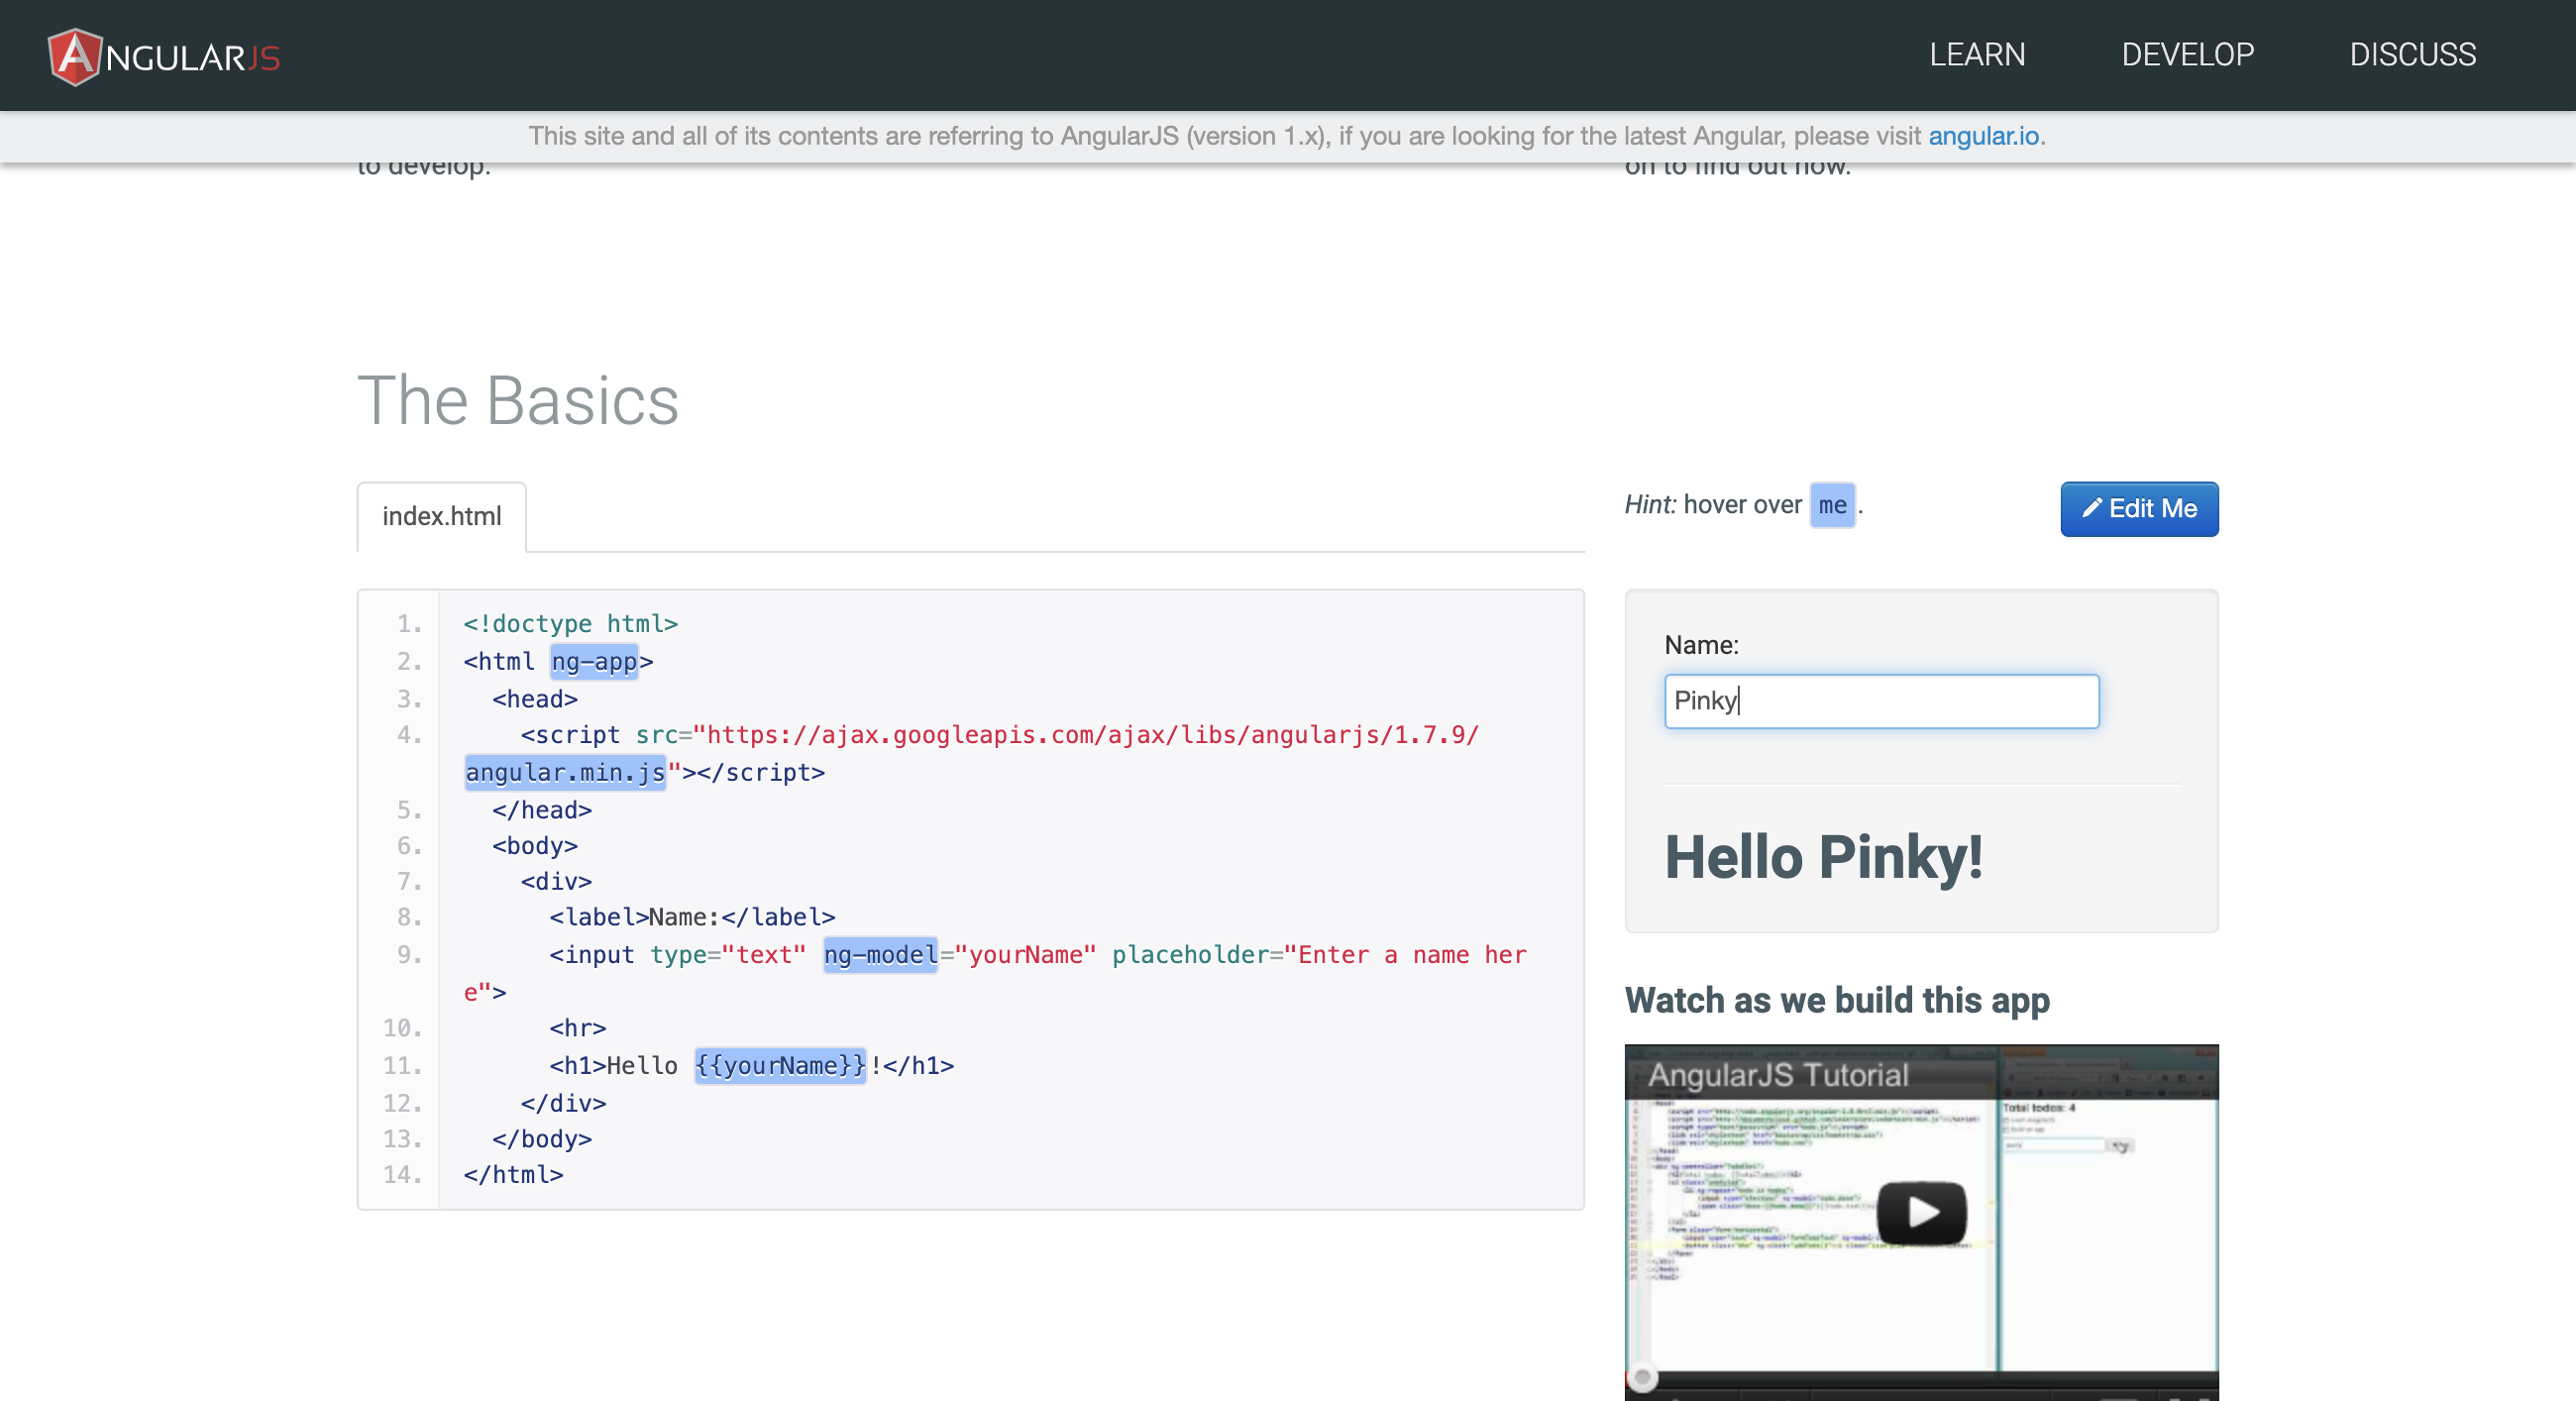 ANGULARJS
LEARN DEVELOP DISCUSS
This site and all of its contents are referring to AngularJS (version 1.x), if you are looking for the latest Angular, please visit angular.io.
to develop.
on to find out how.
The Basics
index.html
Hint: hover over me .
Edit Me
1. <!doctype html>
2. <html ng-app>
3. <head>
4. <script src="https://ajax.googleapis.com/ajax/libs/angularjs/1.7.9/
angular.min.js"></script>
5. </head>
6. <body>
7. <div>
8. <label>Name:</label>
9. <input type="text" ng-model="yourName" placeholder="Enter a name her
e">
10. <hr>
11. <h1>Hello {{yourName}}!</h1>
12. </div>
13. </body>
14. </html>
Name:
Pinky
Hello Pinky!
Watch as we build this app
AngularJS Tutorial
Total todos: 4